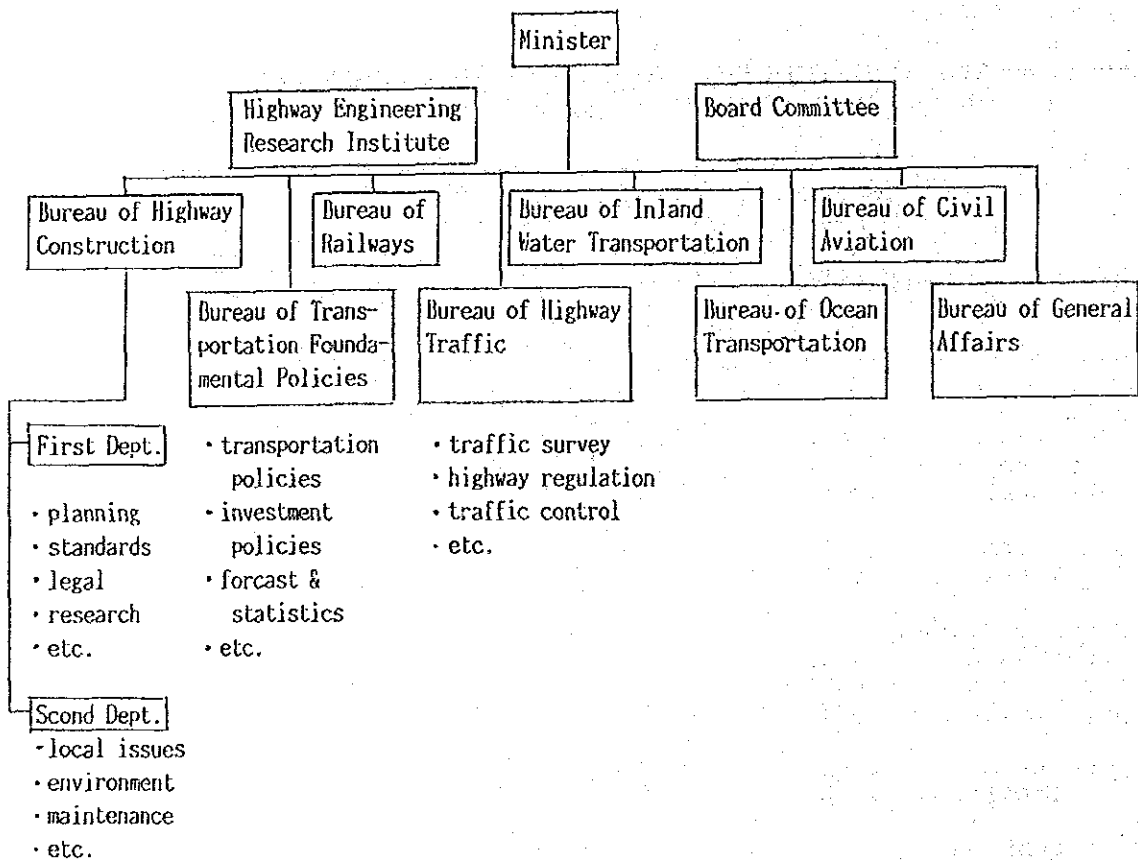 Minister
Highway Engineering
Research Institute
Board Committee
Bureau of Highway
Construction
Bureau of
Railways
Bureau of Inland
Water Transportation
Bureau of Civil
Aviation
Bureau of Trans-
portation Founda-
mental Policies
Bureau of Highway
Traffic
Bureau of Ocean
Transportation
Bureau of General
Affairs
First Dept.
・planning
・standards
・legal
・research
・etc.
・transportation
policies
・investment
policies
・forcast &
statistics
・etc.
・traffic survey
・highway regulation
・traffic control
・etc.
Scond Dept.
・local issues
・environment
・maintenance
・etc.